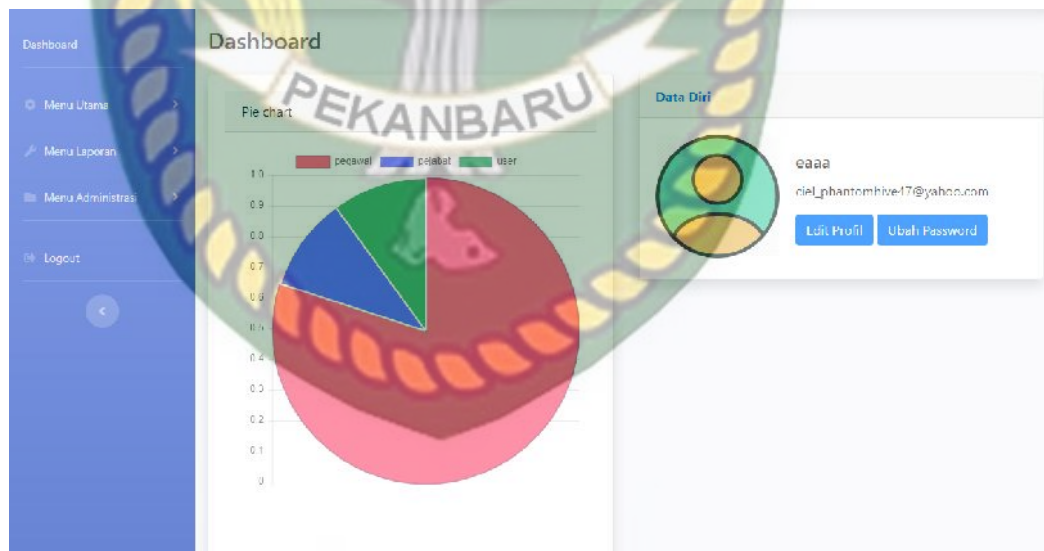 Dashboard
Menu Utama
Menu Laporan
Menu Administrasi
Logout
Dashboard
PEKANBARU
Pie chart
pegawai pejabat user
1.0
0.9
0.8
0.7
0.6
0.5
0.4
0.3
0.2
0.1
0
Data Diri
eaaa
ciel_phantomhive47@yahoo.com
Edit Profil Ubah Password